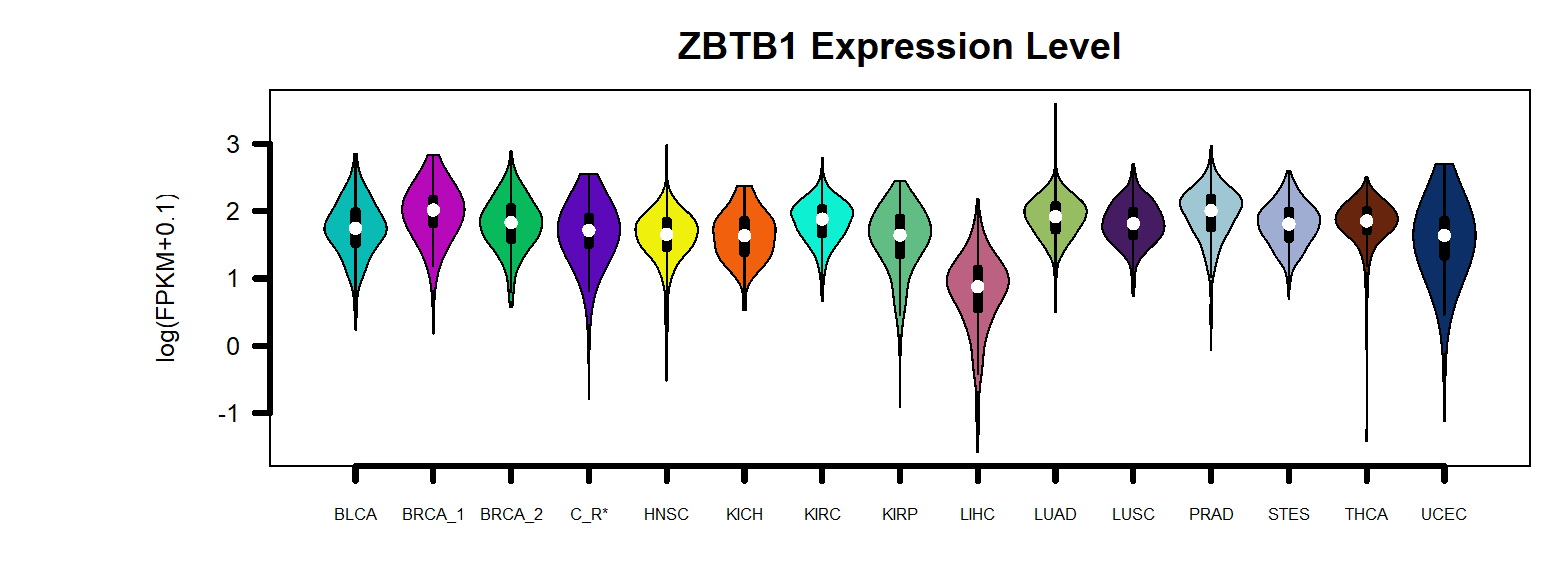 ZBTB1 Expression Level
log(FPKM+0.1)
3
2
1
0
-1
BLCA BRCA_1 BRCA_2 C_R* HNSC KICH KIRC KIRP LIHC LUAD LUSC PRAD STES THCA UCEC